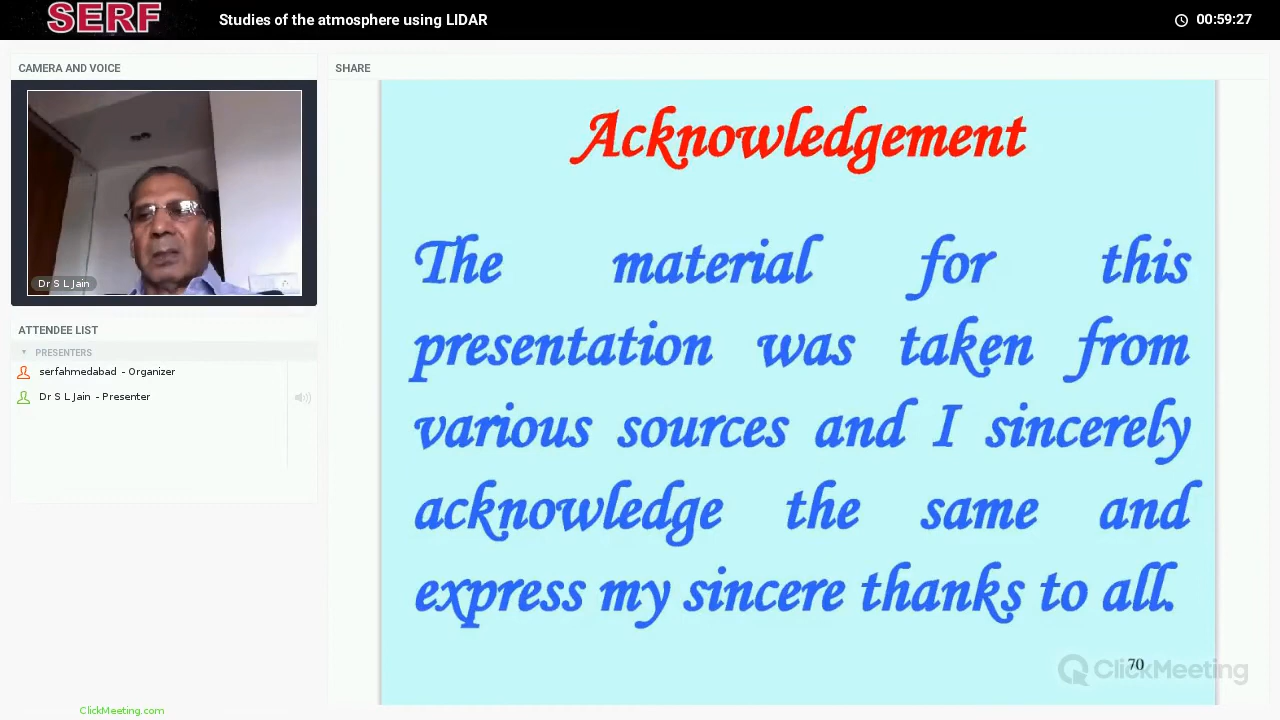 SERF
Studies of the atmosphere using LIDAR
00:59:27
CAMERA AND VOICE
Dr S L Jain
ATTENDEE LIST
PRESENTERS
serfahmedabad - Organizer
Dr S L Jain - Presenter
SHARE
Acknowledgement
The material for this
presentation was taken from
various sources and I sincerely
acknowledge the same and
express my sincere thanks to all.
70
ClickMeeting
ClickMeeting.com